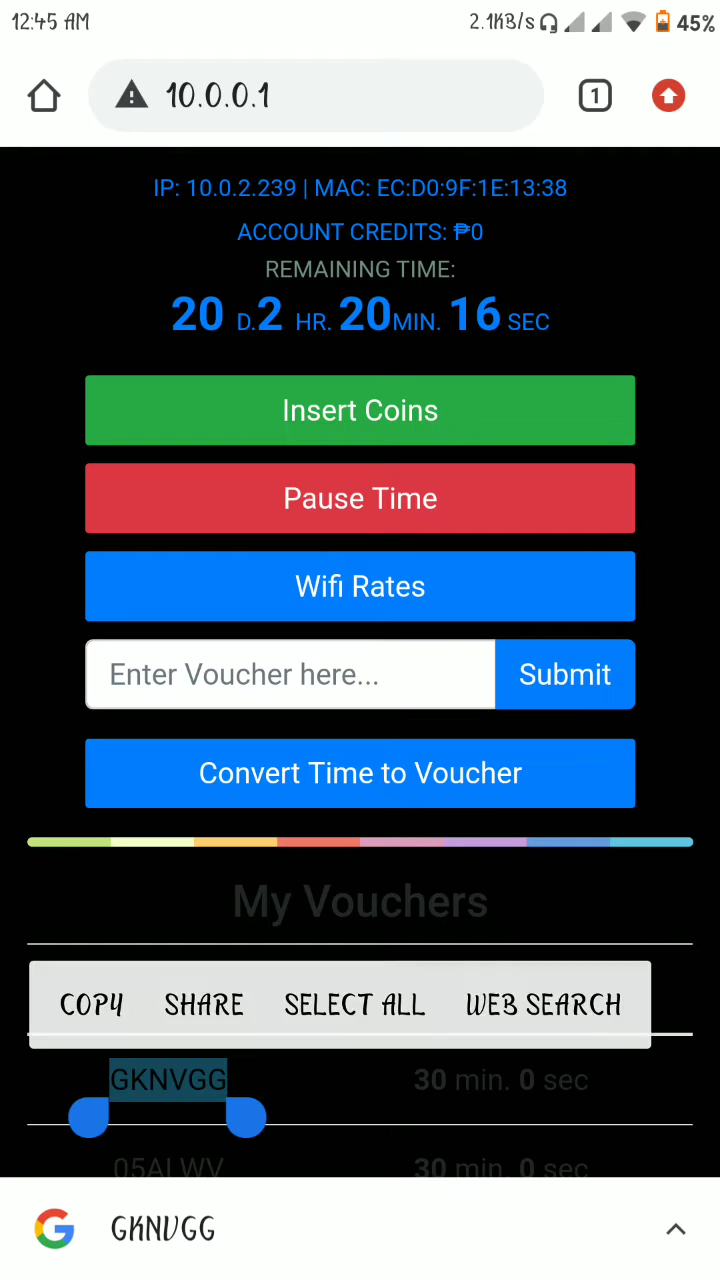 12:45 AM 2.1KB/s 45%
10.0.0.1 1
IP: 10.0.2.239 | MAC: EC:D0:9F:1E:13:38
ACCOUNT CREDITS: ₱0
REMAINING TIME:
20 D.2 HR. 20MIN. 16 SEC
Insert Coins
Pause Time
Wifi Rates
Enter Voucher here... Submit
Convert Time to Voucher
My Vouchers
COPY SHARE SELECT ALL WEB SEARCH
GKNVGG 30 min. 0 sec
05ALWV 30 min. 0 sec
GKNVGG